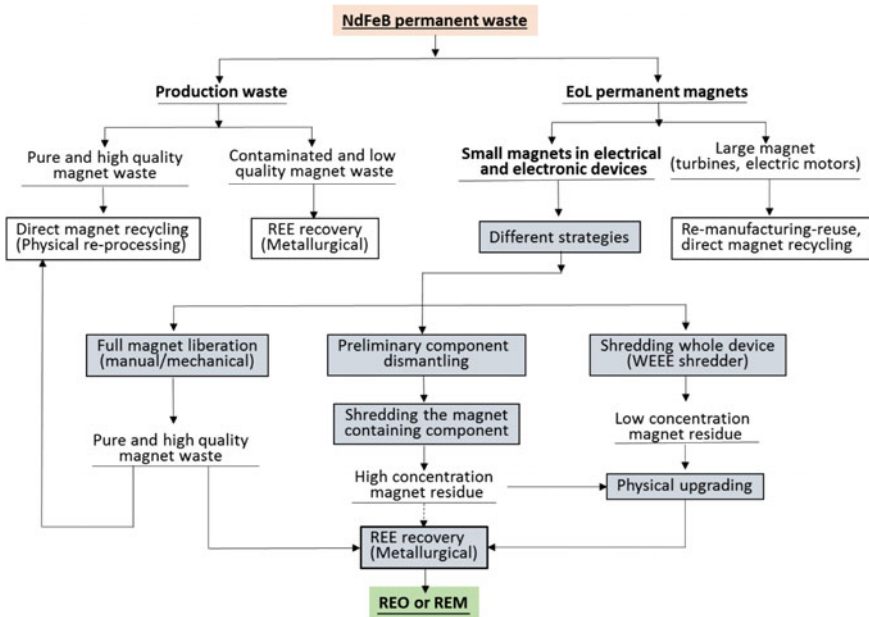 NdFeB permanent waste
Production waste
EoL permanent magnets
Pure and high quality
magnet waste
Contaminated and low
quality magnet waste
Small magnets in electrical
and electronic devices
Large magnet
(turbines, electric motors)
Direct magnet recycling
(Physical re-processing)
REE recovery
(Metallurgical)
Different strategies
Re-manufacturing-reuse,
direct magnet recycling
Full magnet liberation
(manual/mechanical)
Preliminary component
dismantling
Shredding whole device
(WEEE shredder)
Shredding the magnet
containing component
Low concentration
magnet residue
Pure and high quality
magnet waste
High concentration
magnet residue
Physical upgrading
REE recovery
(Metallurgical)
REO or REM